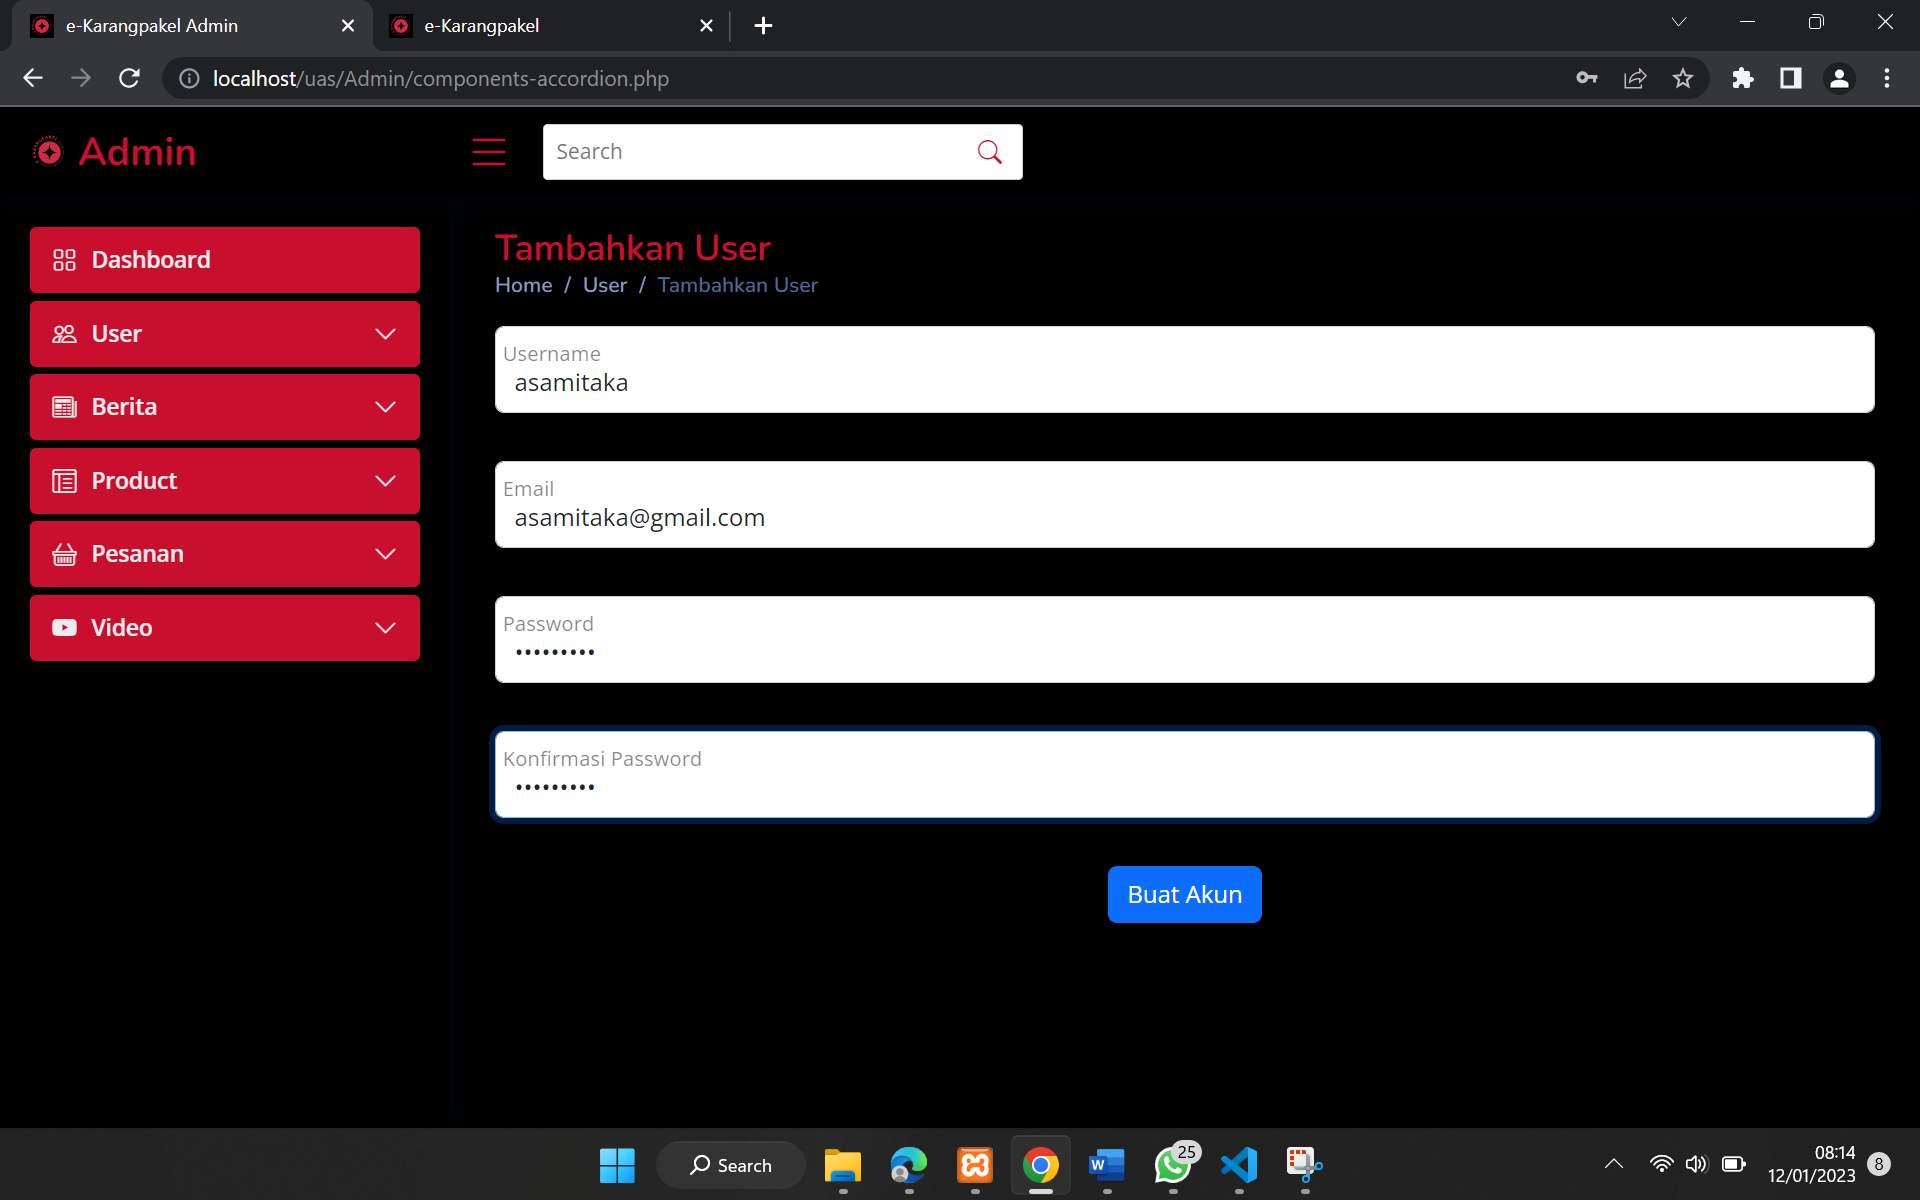 e-Karangpakel Admin
e-Karangpakel
localhost/uas/Admin/components-accordion.php
Admin
Search
Dashboard
User
Berita
Product
Pesanan
Video
Tambahkan User
Home / User / Tambahkan User
Username
asamitaka
Email
asamitaka@gmail.com
Password
•••••••••
Konfirmasi Password
•••••••••
Buat Akun
Search
W
25
08:14
12/01/2023
8